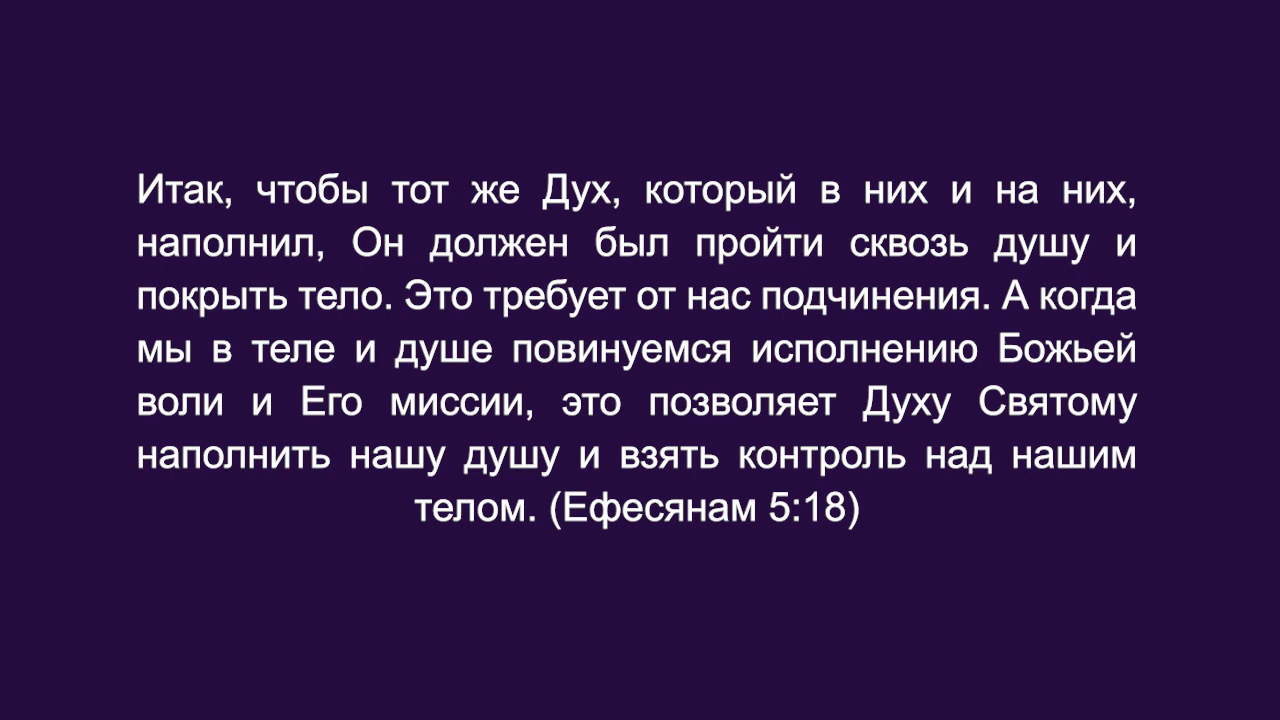 Итак, чтобы тот же Дух, который в них и на них,
наполнил, Он должен был пройти сквозь душу и
покрыть тело. Это требует от нас подчинения. А когда
мы в теле и душе повинуемся исполнению Божьей
воли и Его миссии, это позволяет Духу Святому
наполнить нашу душу и взять контроль над нашим
телом. (Ефесянам 5:18)